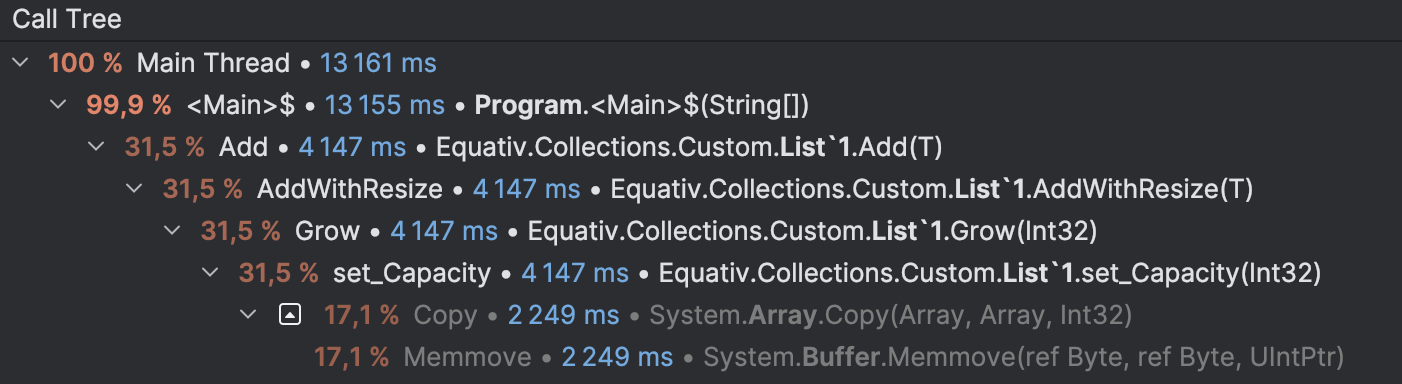 Call Tree
100 % Main Thread • 13 161 ms
99,9 % <Main>$ • 13 155 ms • Program.<Main>$(String[])
31,5 % Add • 4 147 ms • Equativ.Collections.Custom.List`1.Add(T)
31,5 % AddWithResize • 4 147 ms • Equativ.Collections.Custom.List`1.AddWithResize(T)
31,5 % Grow • 4 147 ms • Equativ.Collections.Custom.List`1.Grow(Int32)
31,5 % set_Capacity • 4 147 ms • Equativ.Collections.Custom.List`1.set_Capacity(Int32)
17,1 % Copy • 2 249 ms • System.Array.Copy(Array, Array, Int32)
17,1 % Memmove • 2 249 ms • System.Buffer.Memmove(ref Byte, ref Byte, UIntPtr)